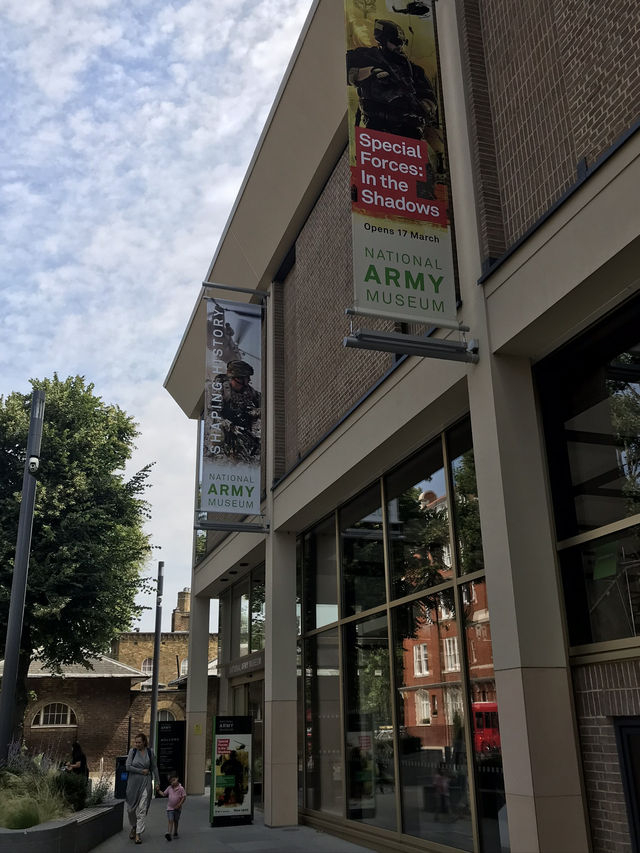 Special
Forces:
In the
Shadows
Opens 17 March
NATIONAL
ARMY
MUSEUM
SHAPING HISTORY
NATIONAL
ARMY
MUSEUM
ARMY